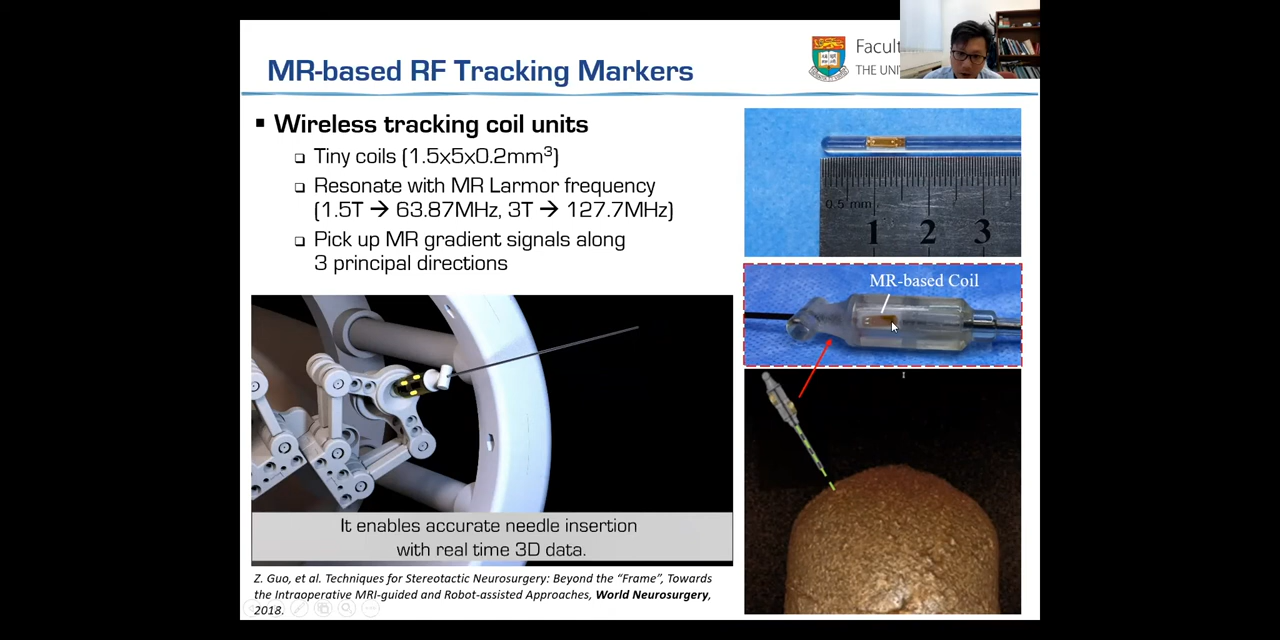 MR-based RF Tracking Markers
Facult
THE UNI
▪ Wireless tracking coil units
Tiny coils (1.5x5x0.2mm³)
Resonate with MR Larmor frequency
(1.5T → 63.87MHz, 3T → 127.7MHz)
Pick up MR gradient signals along
3 principal directions
0.5 mm
1 2 3
MR-based Coil
It enables accurate needle insertion
with real time 3D data.
Z. Guo, et al. Techniques for Stereotactic Neurosurgery: Beyond the “Frame”, Towards
the Intraoperative MRI-guided and Robot-assisted Approaches, World Neurosurgery,
2018.